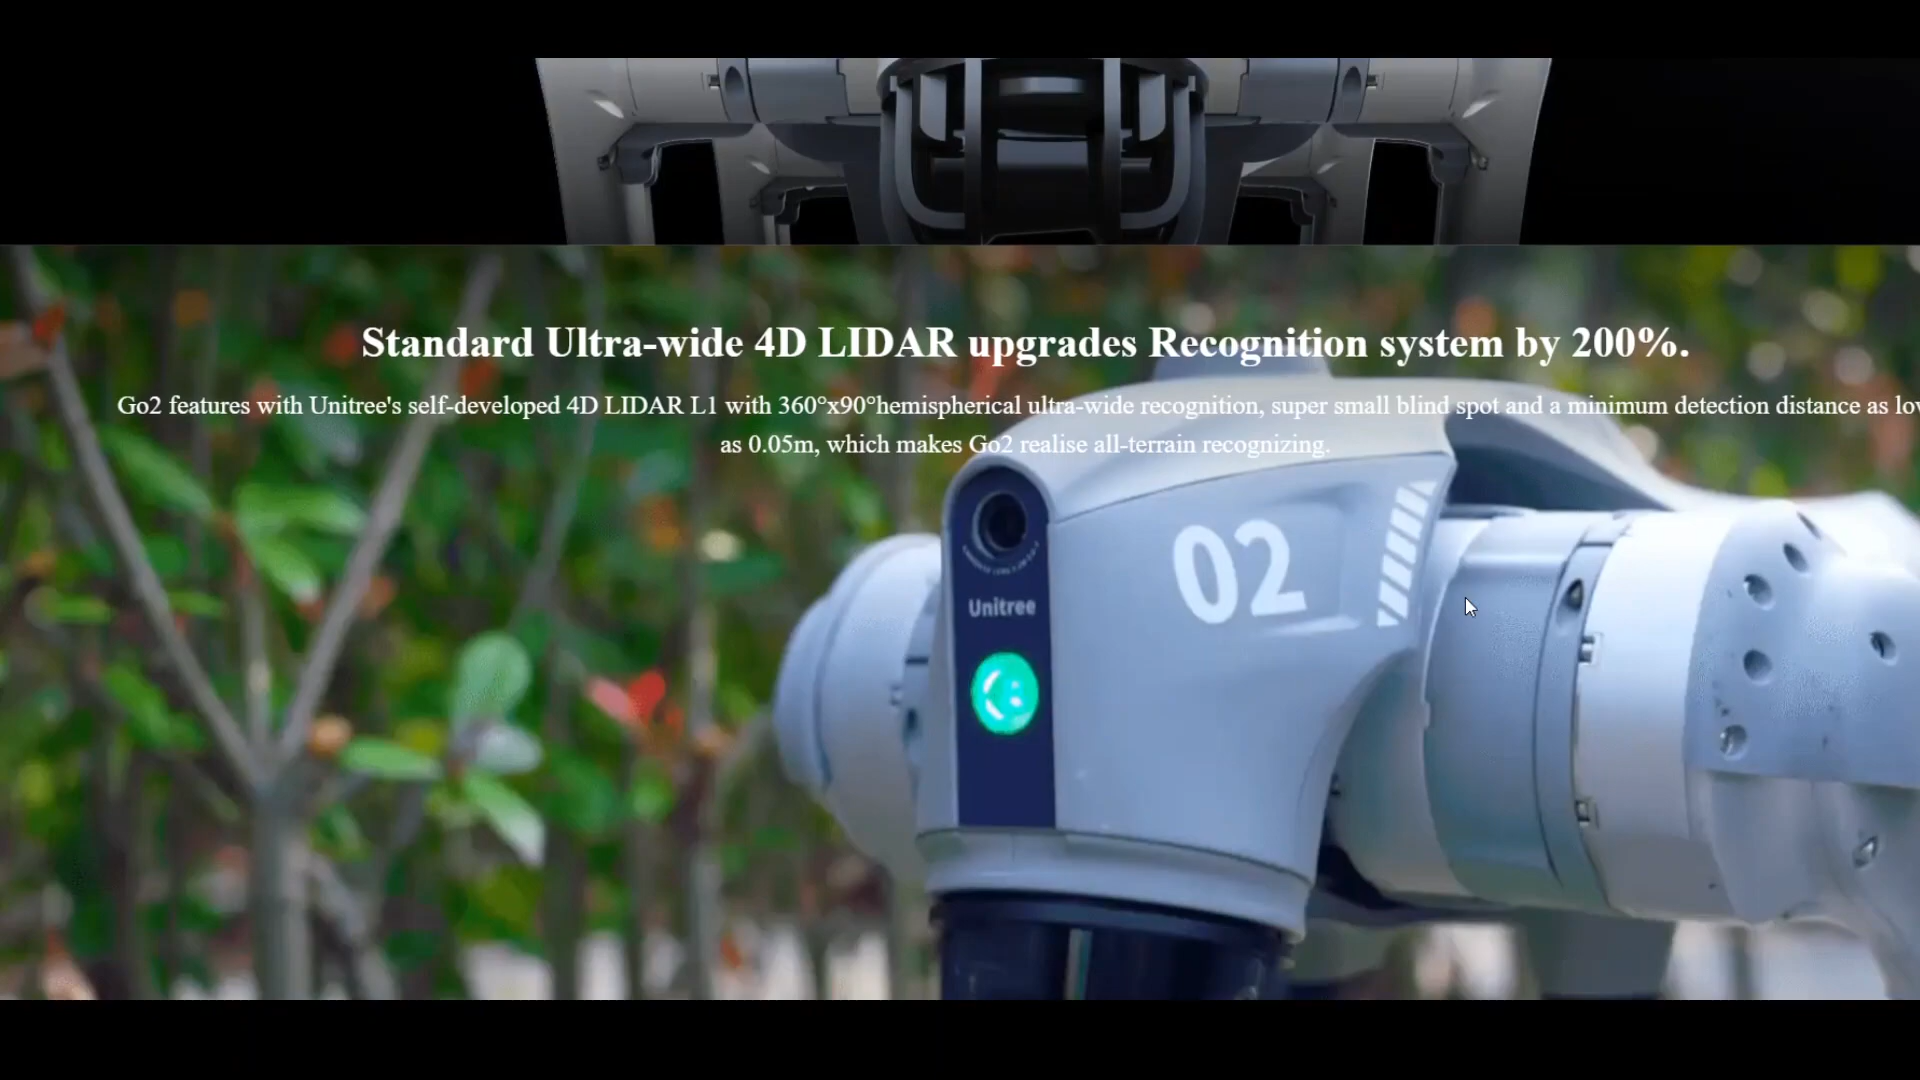 Standard Ultra-wide 4D LIDAR upgrades Recognition system by 200%.
Go2 features with Unitree's self-developed 4D LIDAR L1 with 360°x90°hemispherical ultra-wide recognition, super small blind spot and a minimum detection distance as low
as 0.05m, which makes Go2 realise all-terrain recognizing.
02
Unitree